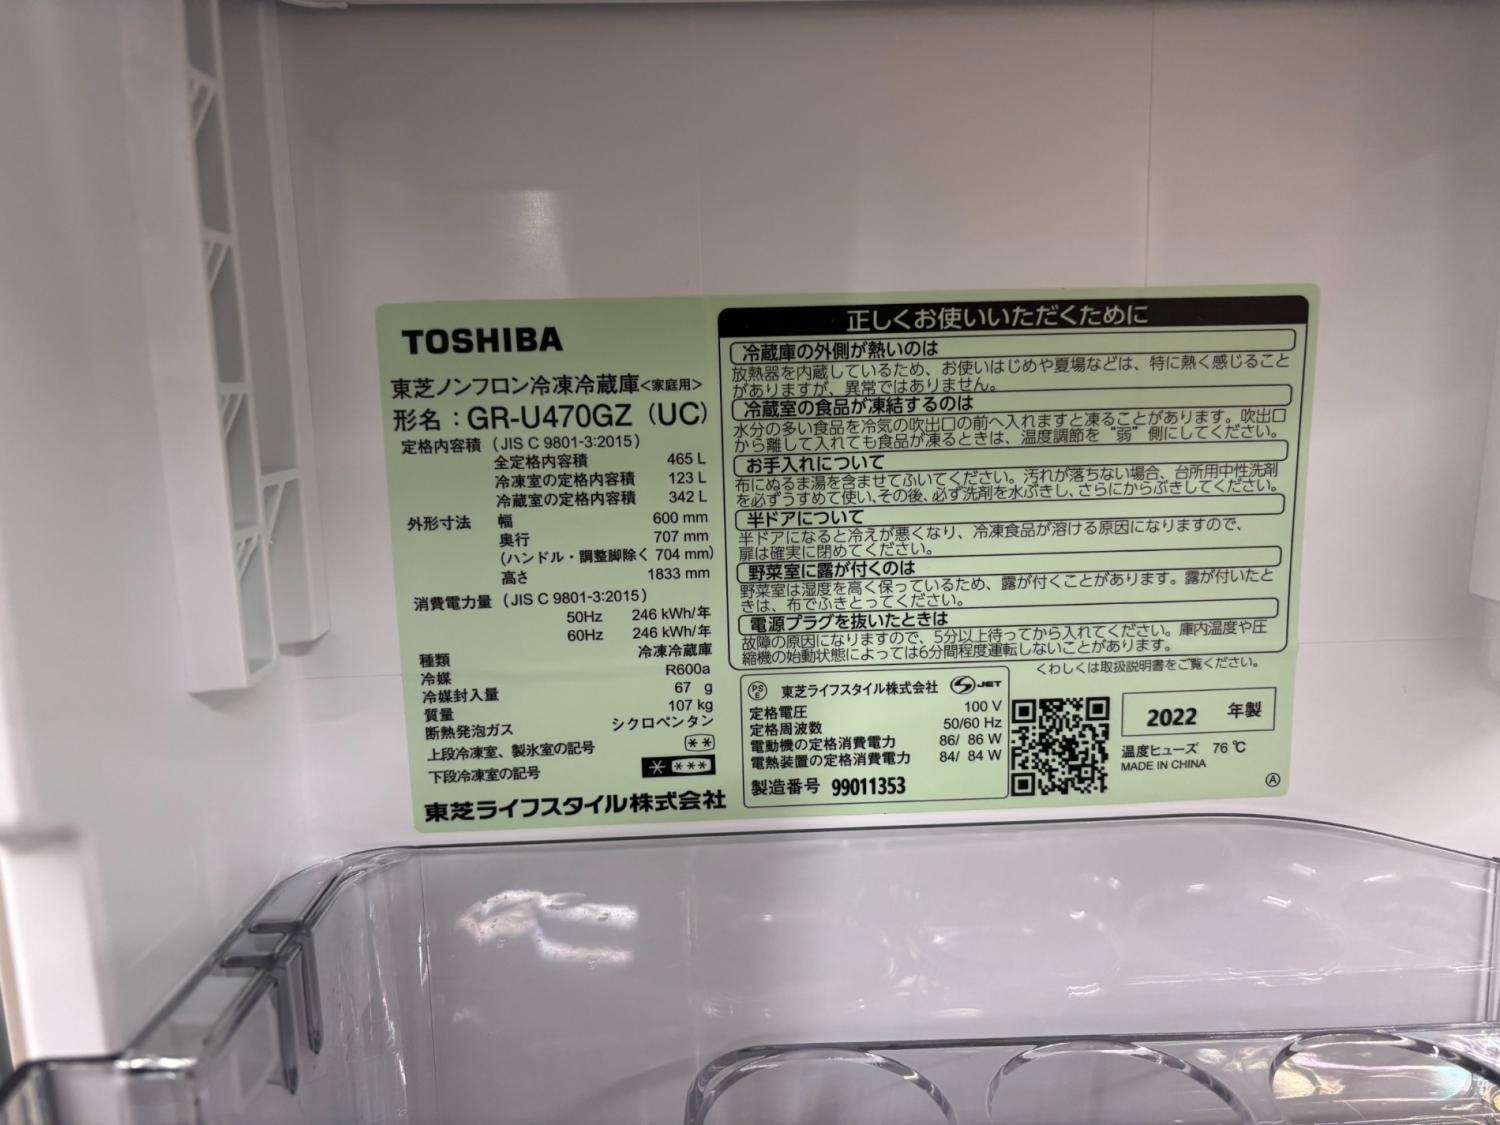 TOSHIBA
東芝ノンフロン冷凍冷蔵庫<家庭用>
形名:GR-U470GZ (UC)
定格内容積 (JIS C 9801-3:2015)
全定格内容積 465 L
冷凍室の定格内容積 123 L
冷蔵室の定格内容積 342 L
外形寸法 幅 600 mm
奥行 707 mm
(ハンドル・調整脚除く 704 mm)
高さ 1833 mm
消費電力量 (JIS C 9801-3:2015)
50Hz 246 kWh/年
60Hz 246 kWh/年
種類 冷凍冷蔵庫
冷媒 R600a
冷媒封入量 67 g
質量 107 kg
断熱発泡ガス シクロペンタン
上段冷凍室、製氷室の記号 **
下段冷凍室の記号 * ***
東芝ライフスタイル株式会社
正しくお使いいただくために
冷蔵庫の外側が熱いのは
放熱器を内蔵しているため、お使いはじめや夏場などは、特に熱く感じること
がありますが、異常ではありません。
冷蔵室の食品が凍結するのは
水分の多い食品を冷気の吹出口の前へ入れますと凍ることがあります。吹出口
から離して入れても食品が凍るときは、温度調節を“弱”側にしてください。
お手入れについて
布にぬるま湯を含ませてふいてください。汚れが落ちない場合、台所用中性洗剤
を必ずうすめて使い、その後、必ず洗剤を水ぶきし、さらにからぶきしてください。
半ドアについて
半ドアになると冷えが悪くなり、冷凍食品が溶ける原因になりますので、
扉は確実に閉めてください。
野菜室に露が付くのは
野菜室は湿度を高く保っているため、露が付くことがあります。露が付いたと
きは、布でふきとってください。
電源プラグを抜いたときは
故障の原因になりますので、5分以上待ってから入れてください。庫内温度や圧
縮機の始動状態によっては6分間程度運転しないことがあります。
くわしくは取扱説明書をご覧ください。
PSE 東芝ライフスタイル株式会社 JET
定格電圧 100 V
定格周波数 50/60 Hz
電動機の定格消費電力 86/ 86 W
電熱装置の定格消費電力 84/ 84 W
製造番号 99011353
2022 年製
温度ヒューズ 76 ℃
MADE IN CHINA
A